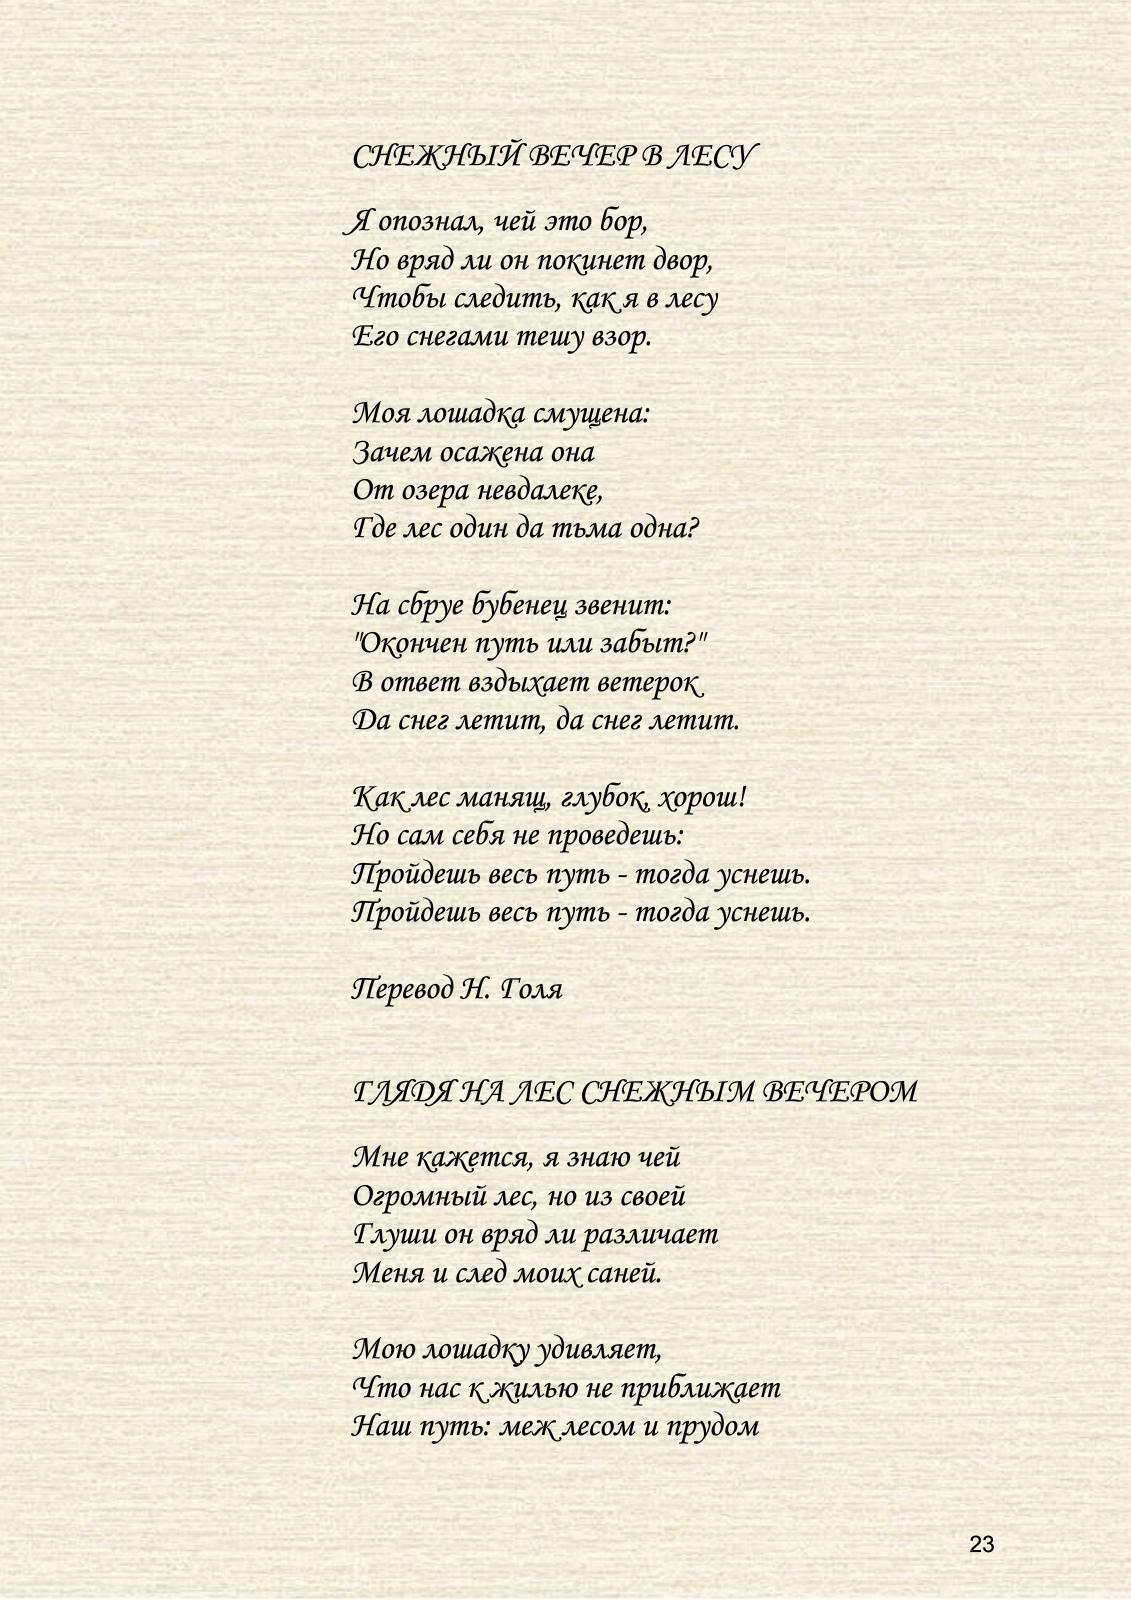 СНЕЖНЫЙ ВЕЧЕР В ЛЕСУ
Я опознал, чей это бор,
Но вряд ли он покинет двор,
Чтобы следить, как я в лесу
Его снегами тешу взор.
Моя лошадка смущена:
Зачем осажена она
От озера невдалеке,
Где лес один да тьма одна?
На сбруе бубенец звенит:
"Окончен путь или забыт?"
В ответ вздыхает ветерок
Да снег летит, да снег летит.
Как лес манящ, глубок, хорош!
Но сам себя не проведешь:
Пройдешь весь путь - тогда уснешь.
Пройдешь весь путь - тогда уснешь.
Перевод Н. Голя
ГЛЯДЯ НА ЛЕС СНЕЖНЫМ ВЕЧЕРОМ
Мне кажется, я знаю чей
Огромный лес, но из своей
Глуши он вряд ли различает
Меня и след моих саней.
Мою лошадку удивляет,
Что нас к жилью не приближает
Наш путь: меж лесом и прудом
23